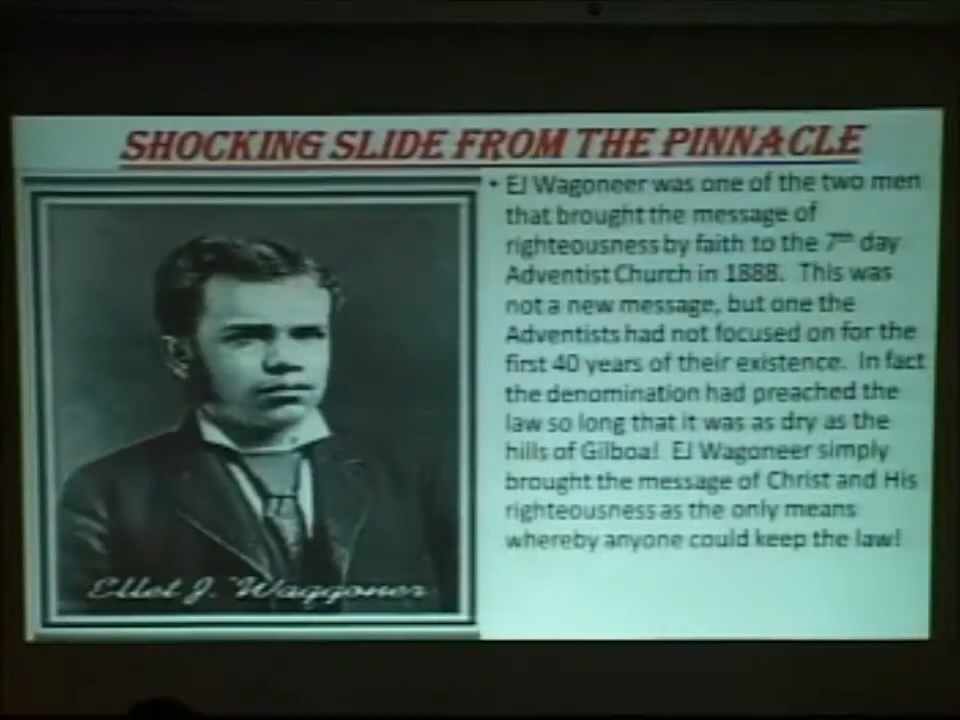 SHOCKING SLIDE FROM THE PINNACLE
• EJ Wagoneer was one of the two men
that brought the message of
righteousness by faith to the 7th day
Adventist Church in 1888. This was
not a new message, but one the
Adventists had not focused on for the
first 40 years of their existence. In fact
the denomination had preached the
law so long that it was as dry as the
hills of Gilboa! EJ Wagoneer simply
brought the message of Christ and His
righteousness as the only means
whereby anyone could keep the law!
Ellet J. Waggoner